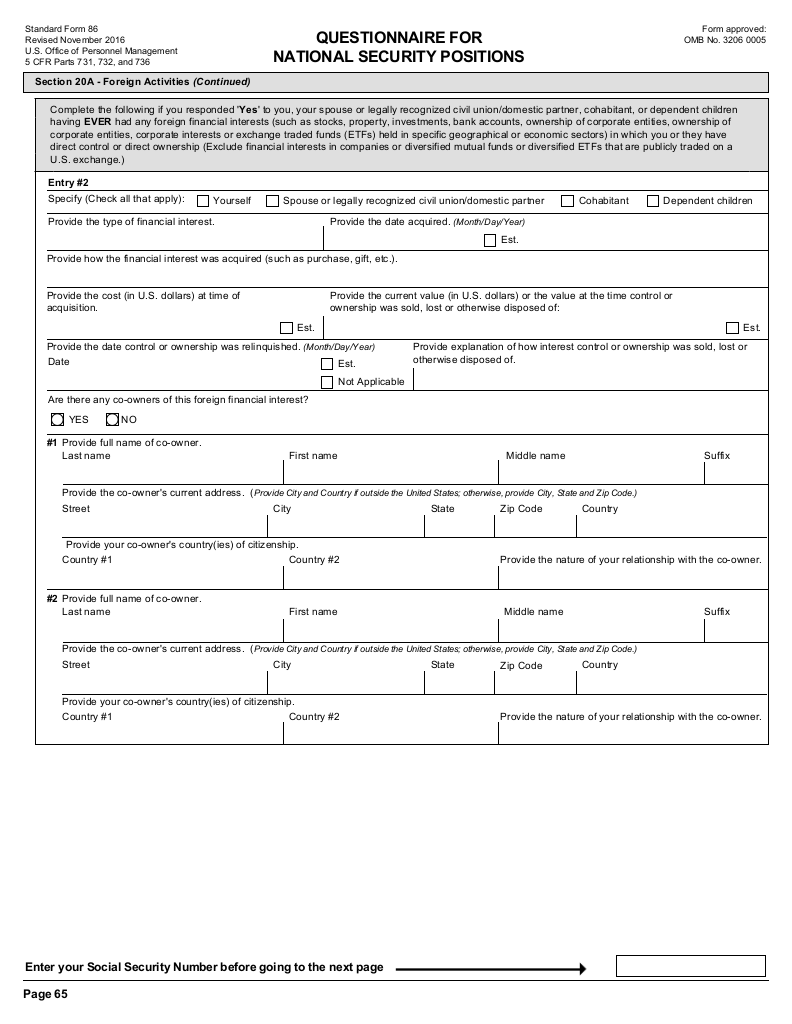 Standard Form 86
Revised November 2016
U.S. Office of Personnel Management
5 CFR Parts 731, 732, and 736
QUESTIONNAIRE FOR
NATIONAL SECURITY POSITIONS
Form approved:
OMB No. 3206 0005
Section 20A - Foreign Activities (Continued)
Complete the following if you responded 'Yes' to you, your spouse or legally recognized civil union/domestic partner, cohabitant, or dependent children
having EVER had any foreign financial interests (such as stocks, property, investments, bank accounts, ownership of corporate entities, ownership of
corporate entities, corporate interests or exchange traded funds (ETFs) held in specific geographical or economic sectors) in which you or they have
direct control or direct ownership (Exclude financial interests in companies or diversified mutual funds or diversified ETFs that are publicly traded on a
U.S. exchange.)
Entry #2
Specify (Check all that apply): Yourself Spouse or legally recognized civil union/domestic partner Cohabitant Dependent children
Provide the type of financial interest. Provide the date acquired. (Month/Day/Year)
Est.
Provide how the financial interest was acquired (such as purchase, gift, etc.).
Provide the cost (in U.S. dollars) at time of
acquisition.
Est.
Provide the current value (in U.S. dollars) or the value at the time control or
ownership was sold, lost or otherwise disposed of:
Est.
Provide the date control or ownership was relinquished. (Month/Day/Year)
Date Est.
Not Applicable
Provide explanation of how interest control or ownership was sold, lost or
otherwise disposed of.
Are there any co-owners of this foreign financial interest?
YES NO
#1 Provide full name of co-owner.
Last name First name Middle name Suffix
Provide the co-owner's current address. (Provide City and Country if outside the United States; otherwise, provide City, State and Zip Code.)
Street City State Zip Code Country
Provide your co-owner's country(ies) of citizenship.
Country #1 Country #2 Provide the nature of your relationship with the co-owner.
#2 Provide full name of co-owner.
Last name First name Middle name Suffix
Provide the co-owner's current address. (Provide City and Country if outside the United States; otherwise, provide City, State and Zip Code.)
Street City State Zip Code Country
Provide your co-owner's country(ies) of citizenship.
Country #1 Country #2 Provide the nature of your relationship with the co-owner.
Enter your Social Security Number before going to the next page
Page 65